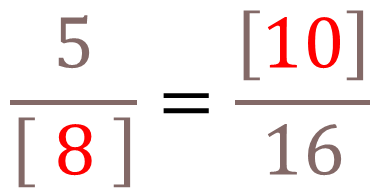 5 / [ 8 ] = [10] / 16